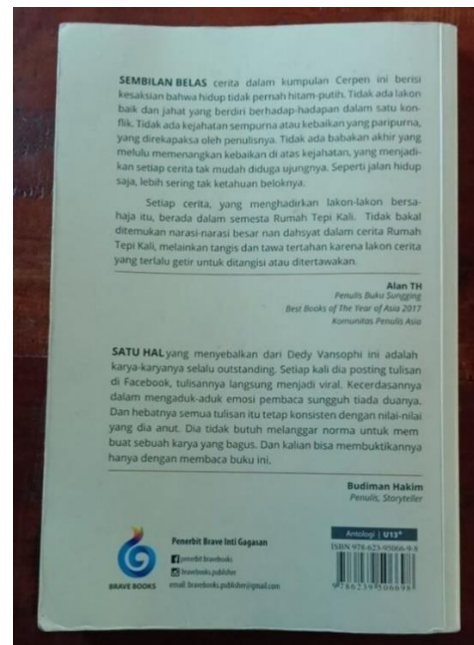 SEMBILAN BELAS cerita dalam kumpulan Cerpen ini berisi
kesaksian bahwa hidup tidak pernah hitam-putih. Tidak ada lakon
baik dan jahat yang berdiri berhadap-hadapan dalam satu kon-
flik. Tidak ada kejahatan sempurna atau kebaikan yang paripurna,
yang direkapaksa oleh penulisnya. Tidak ada babakan akhir yang
melulu memenangkan kebaikan di atas kejahatan, yang menjadi-
kan setiap cerita tak mudah diduga ujungnya. Seperti jalan hidup
saja, lebih sering tak ketahuan beloknya.
Setiap cerita, yang menghadirkan lakon-lakon bersa-
haja itu, berada dalam semesta Rumah Tepi Kali. Tidak bakal
ditemukan narasi-narasi besar nan dahsyat dalam cerita Rumah
Tepi Kali, melainkan tangis dan tawa tertahan karena lakon cerita
yang terlalu getir untuk ditangisi atau ditertawakan.
Alan TH
Penulis Buku Sungging
Best Books of The Year of Asia 2017
Komunitas Penulis Asia
SATU HAL yang menyebalkan dari Dedy Vansophi ini adalah
karya-karyanya selalu outstanding. Setiap kali dia posting tulisan
di Facebook, tulisannya langsung menjadi viral. Kecerdasannya
dalam mengaduk-aduk emosi pembaca sungguh tiada duanya.
Dan hebatnya semua tulisan itu tetap konsisten dengan nilai-nilai
yang dia anut. Dia tidak butuh melanggar norma untuk mem
buat sebuah karya yang bagus. Dan kalian bisa membuktikannya
hanya dengan membaca buku ini.
Budiman Hakim
Penulis, Storyteller
BRAVE BOOKS
Penerbit Brave Inti Gagasan
penerbit bravebooks
bravebooks.publisher
email: bravebooks.publisher@gmail.com
Antologi | U13+
ISBN 978-623-95066-9-8
9 786239 506698